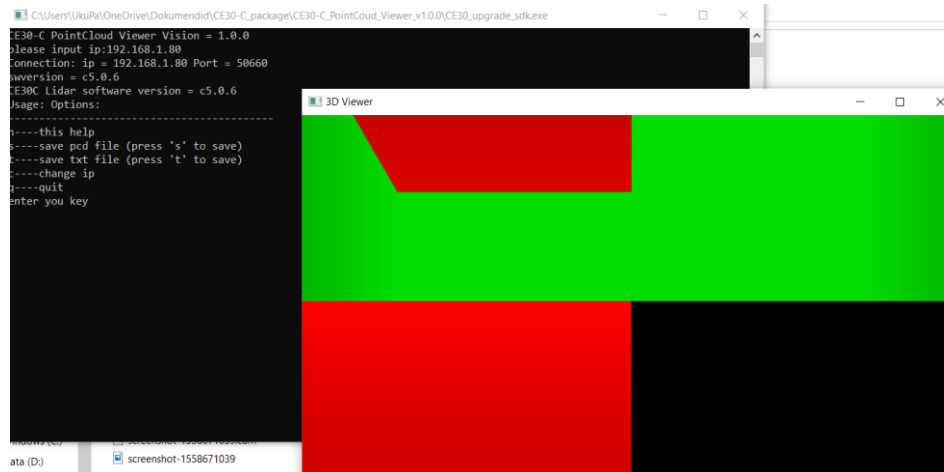 C:\Users\UkuPa\OneDrive\Dokumendid\CE30-C_package\CE30-C_PointCoud_Viewer_v1.0.0\CE30_upgrade_sdk.exe
CE30-C PointCloud Viewer Vision = 1.0.0
please input ip:192.168.1.80
Connection: ip = 192.168.1.80 Port = 50660
swversion = c5.0.6
CE30C Lidar software version = c5.0.6
Usage: Options:
-------------------------------------------
h----this help
s----save pcd file (press 's' to save)
t----save txt file (press 't' to save)
c----change ip
q----quit
enter you key
3D Viewer
ata (D:)
screenshot-1558671039